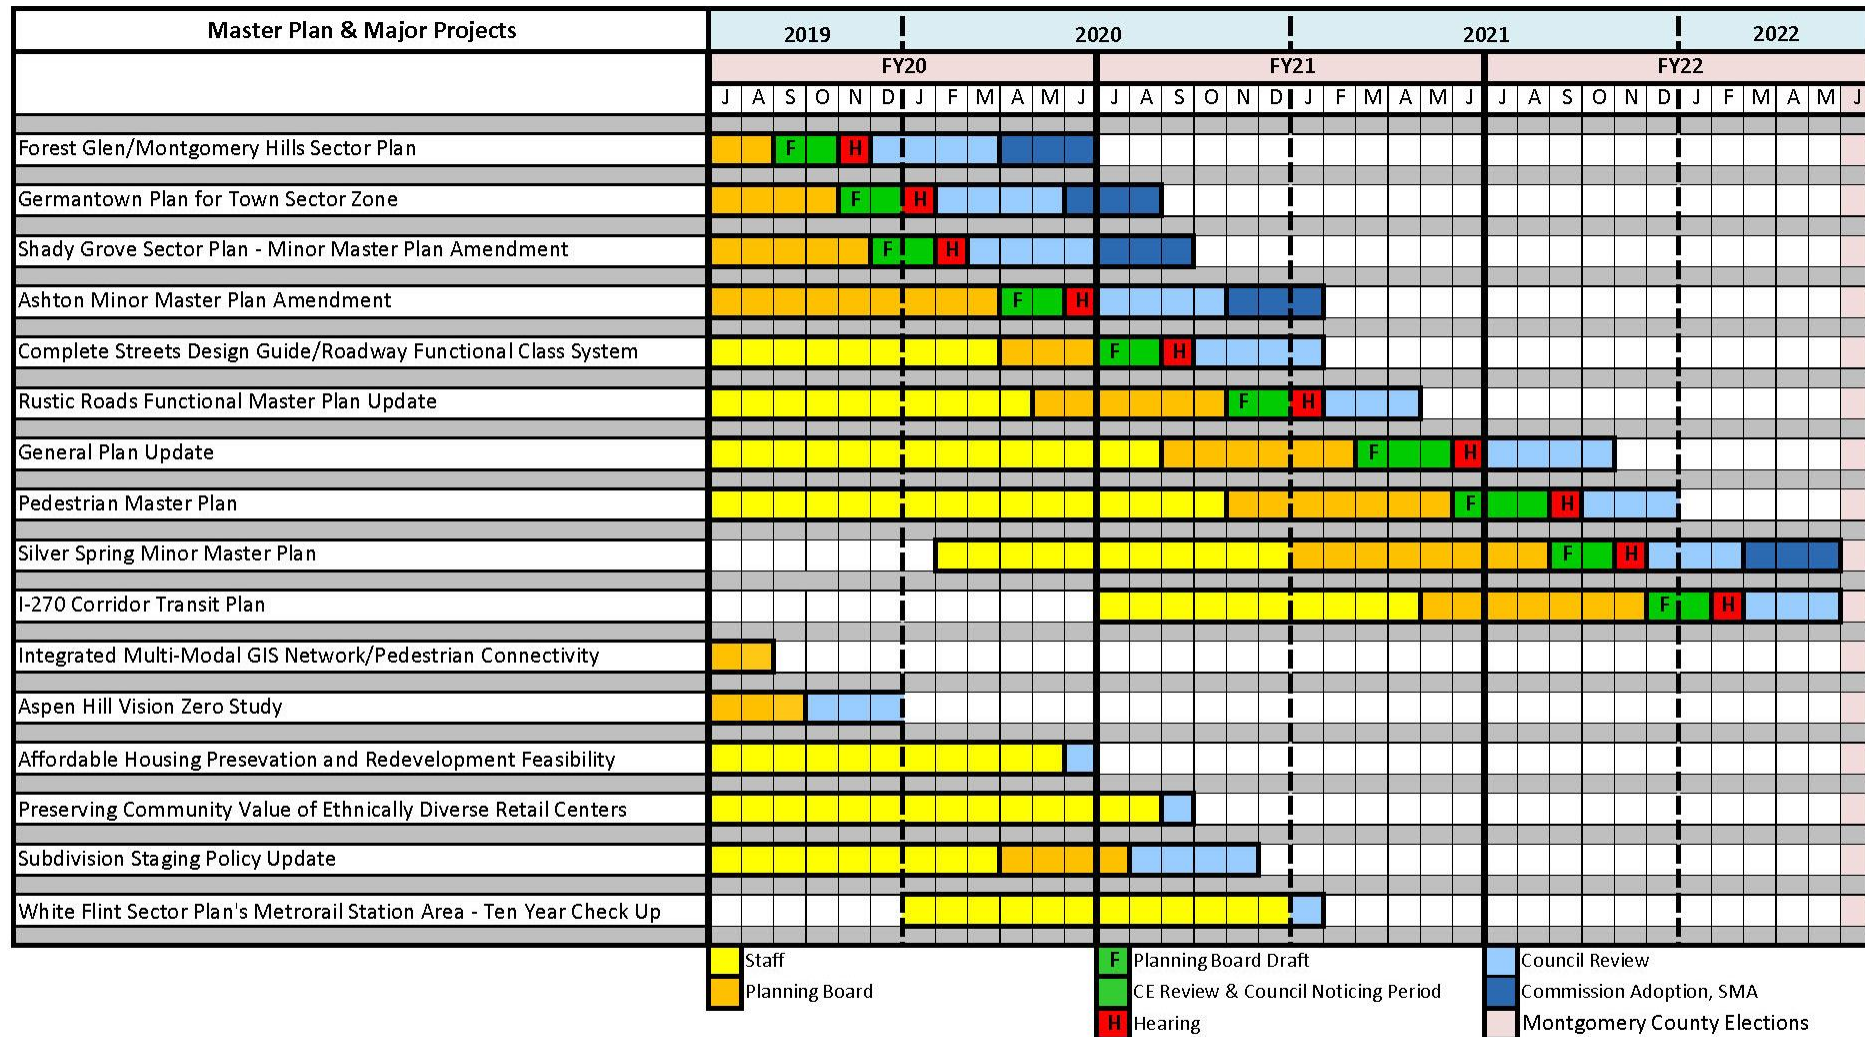 Master Plan & Major Projects 2019 2020 2021 2022
FY20 FY21 FY22
J A S O N D J F M A M J J A S O N D J F M A M J J A S O N D J F M A M J
Forest Glen/Montgomery Hills Sector Plan F H
Germantown Plan for Town Sector Zone F H
Shady Grove Sector Plan - Minor Master Plan Amendment F H
Ashton Minor Master Plan Amendment F H
Complete Streets Design Guide/Roadway Functional Class System F H
Rustic Roads Functional Master Plan Update F H
General Plan Update F H
Pedestrian Master Plan F H
Silver Spring Minor Master Plan F H
I-270 Corridor Transit Plan F H
Integrated Multi-Modal GIS Network/Pedestrian Connectivity
Aspen Hill Vision Zero Study
Affordable Housing Presevation and Redevelopment Feasibility
Preserving Community Value of Ethnically Diverse Retail Centers
Subdivision Staging Policy Update
White Flint Sector Plan's Metrorail Station Area - Ten Year Check Up
Staff F Planning Board Draft Council Review
Planning Board CE Review & Council Noticing Period Commission Adoption, SMA
H Hearing Montgomery County Elections